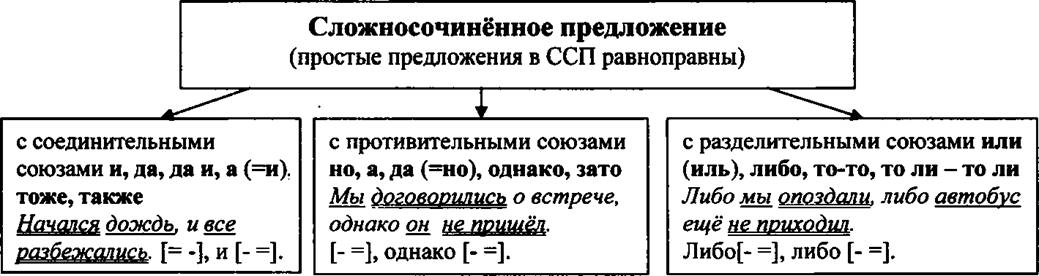 Сложносочинённое предложение
(простые предложения в ССП равноправны)
с соединительными
союзами и, да, да и, а (=и),
тоже, также
Начался дождь, и все
разбежались. [= -], и [- =].
с противительными союзами
но, а, да (=но), однако, зато
Мы договорились о встрече,
однако он не пришёл.
[- =], однако [- =].
с разделительными союзами или
(иль), либо, то-то, то ли – то ли
Либо мы опоздали, либо автобус
ещё не приходил.
Либо[- =], либо [- =].